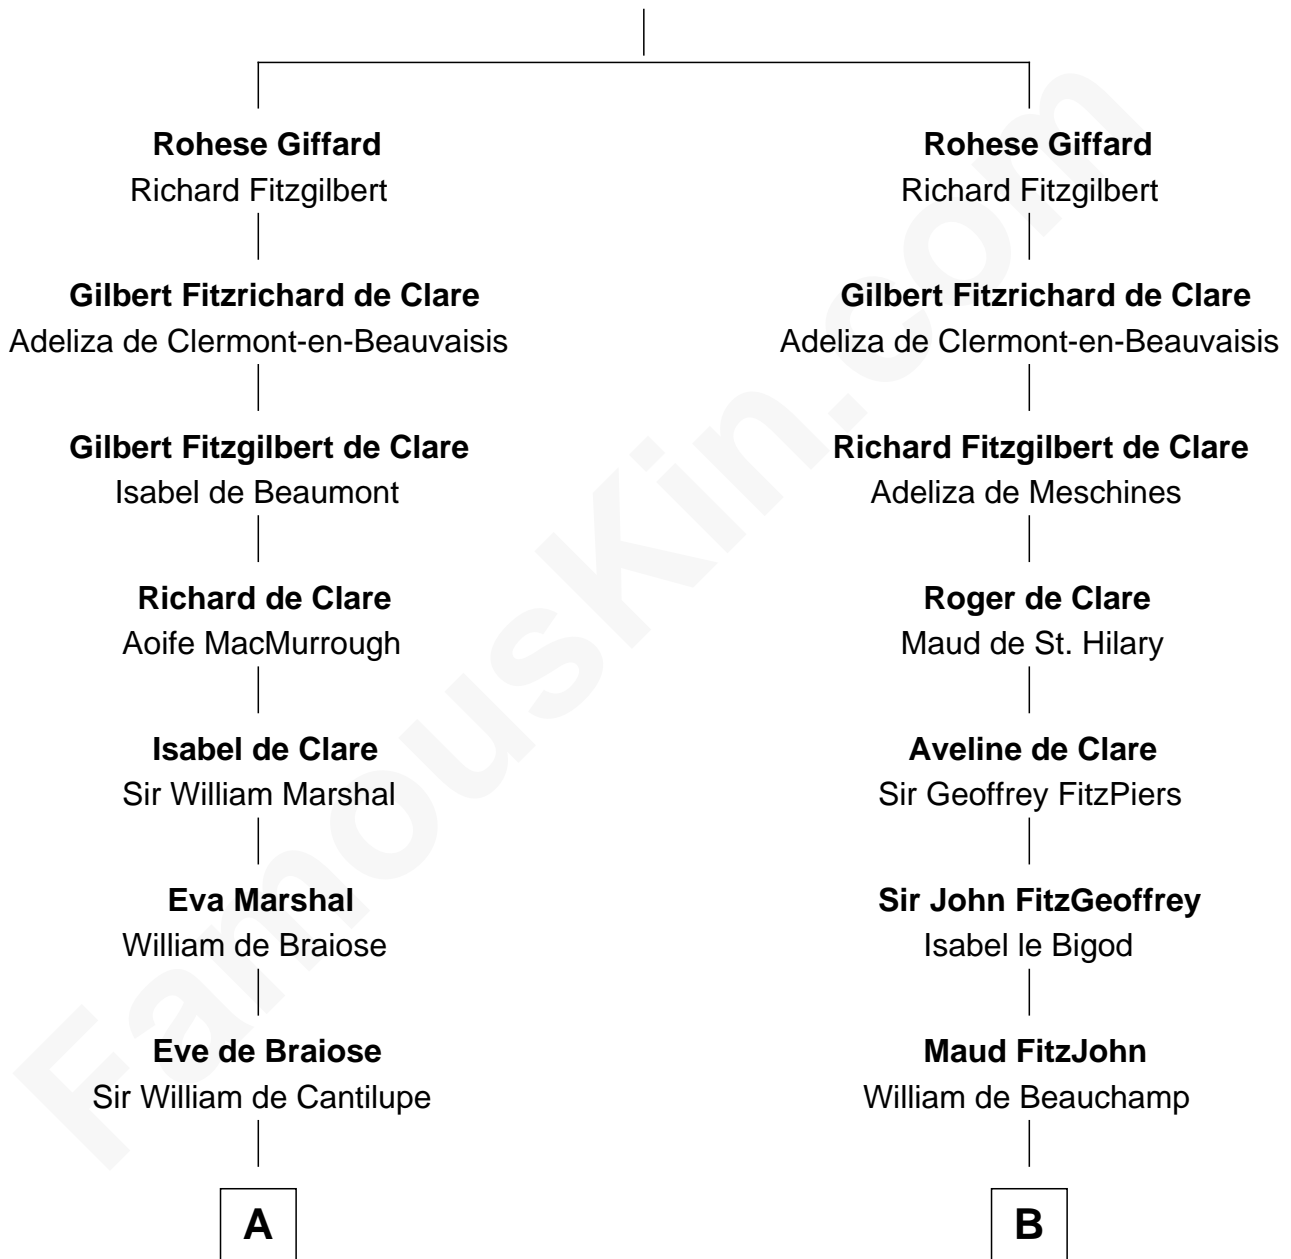 Rohese Giffard
Richard Fitzgilbert
Gilbert Fitzrichard de Clare
Adeliza de Clermont-en-Beauvaisis
Gilbert Fitzgilbert de Clare
Isabel de Beaumont
Richard de Clare
Aoife MacMurrough
Isabel de Clare
Sir William Marshal
Eva Marshal
William de Braiose
Eve de Braiose
Sir William de Cantilupe
A
Rohese Giffard
Richard Fitzgilbert
Gilbert Fitzrichard de Clare
Adeliza de Clermont-en-Beauvaisis
Richard Fitzgilbert de Clare
Adeliza de Meschines
Roger de Clare
Maud de St. Hilary
Aveline de Clare
Sir Geoffrey FitzPiers
Sir John FitzGeoffrey
Isabel le Bigod
Maud FitzJohn
William de Beauchamp
B
FamousKin.com